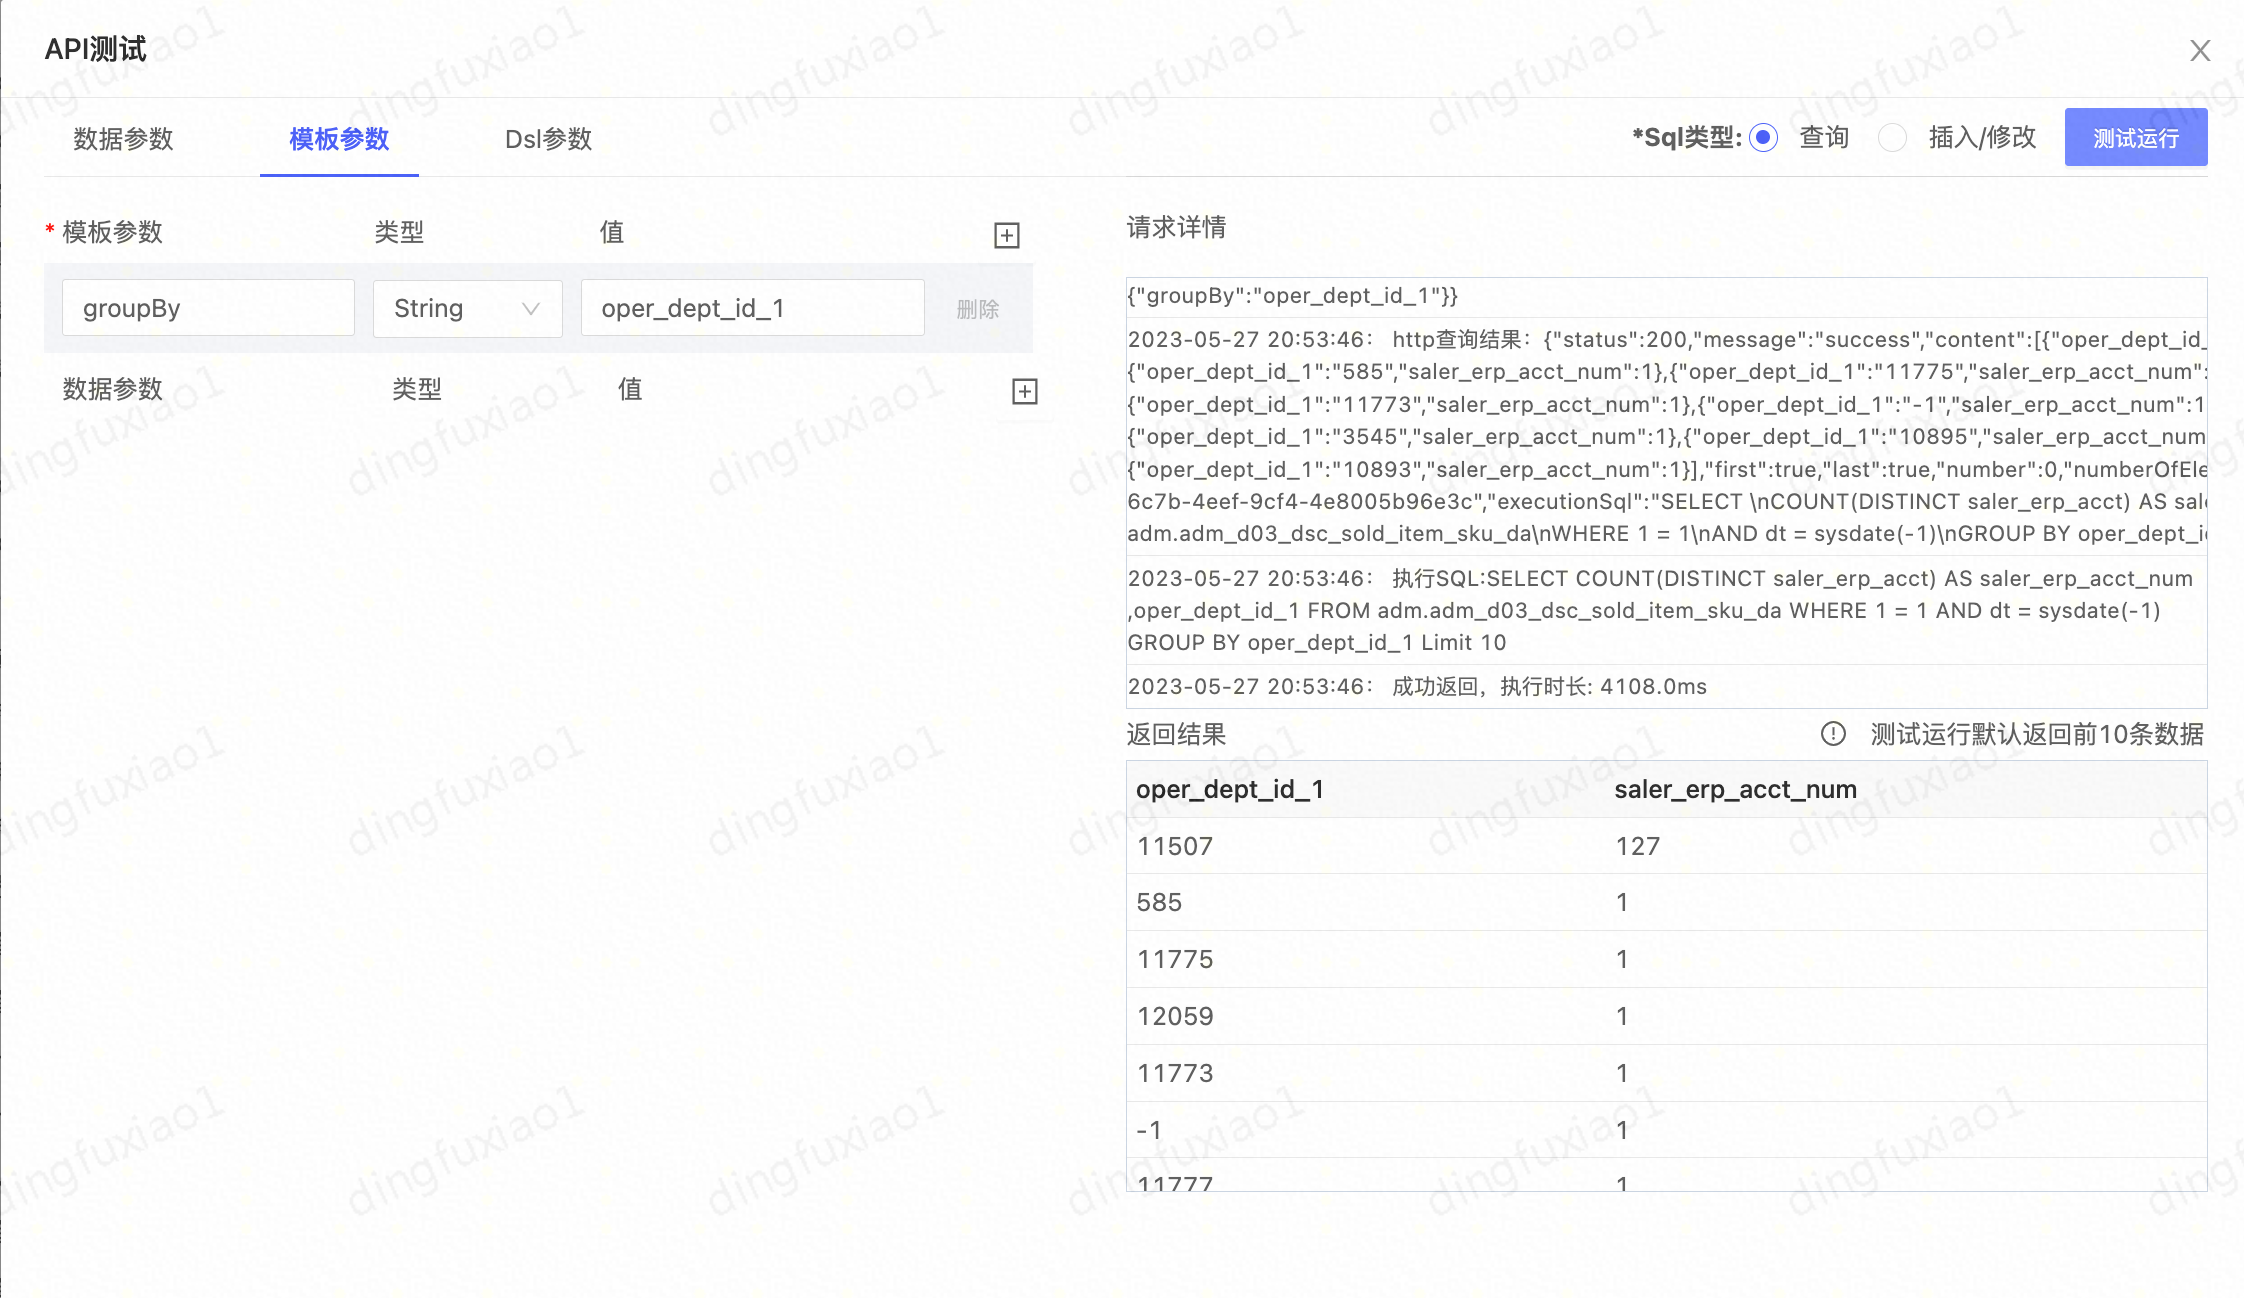 API测试
数据参数 模板参数 Dsl参数 *Sql类型: 查询 插入/修改 测试运行
* 模板参数 类型 值
groupBy String oper_dept_id_1 删除
数据参数 类型 值
请求详情
{"groupBy":"oper_dept_id_1"}}
2023-05-27 20:53:46: http查询结果: {"status":200,"message":"success","content":[{"oper_dept_id_
{"oper_dept_id_1":"585","saler_erp_acct_num":1},{"oper_dept_id_1":"11775","saler_erp_acct_num":
{"oper_dept_id_1":"11773","saler_erp_acct_num":1},{"oper_dept_id_1":"-1","saler_erp_acct_num":1
{"oper_dept_id_1":"3545","saler_erp_acct_num":1},{"oper_dept_id_1":"10895","saler_erp_acct_num
{"oper_dept_id_1":"10893","saler_erp_acct_num":1}],"first":true,"last":true,"number":0,"numberOfEle
6c7b-4eef-9cf4-4e8005b96e3c","executionSql":"SELECT \nCOUNT(DISTINCT saler_erp_acct) AS sale
adm.adm_d03_dsc_sold_item_sku_da\nWHERE 1 = 1\nAND dt = sysdate(-1)\nGROUP BY oper_dept_i
2023-05-27 20:53:46: 执行SQL:SELECT COUNT(DISTINCT saler_erp_acct) AS saler_erp_acct_num
,oper_dept_id_1 FROM adm.adm_d03_dsc_sold_item_sku_da WHERE 1 = 1 AND dt = sysdate(-1)
GROUP BY oper_dept_id_1 Limit 10
2023-05-27 20:53:46: 成功返回，执行时长: 4108.0ms
返回结果 测试运行默认返回前10条数据
oper_dept_id_1 saler_erp_acct_num
11507 127
585 1
11775 1
12059 1
11773 1
-1 1
11777 1
dingfuxiao1